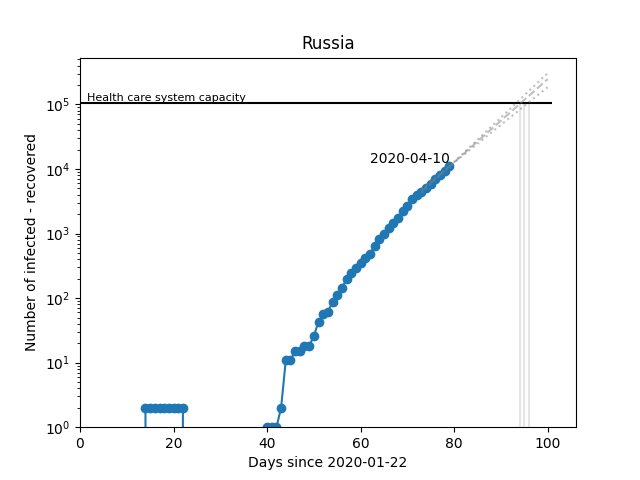 Russia
Number of infected - recovered
10^5
10^4
10^3
10^2
10^1
10^0
Health care system capacity
2020-04-10
0 20 40 60 80 100
Days since 2020-01-22